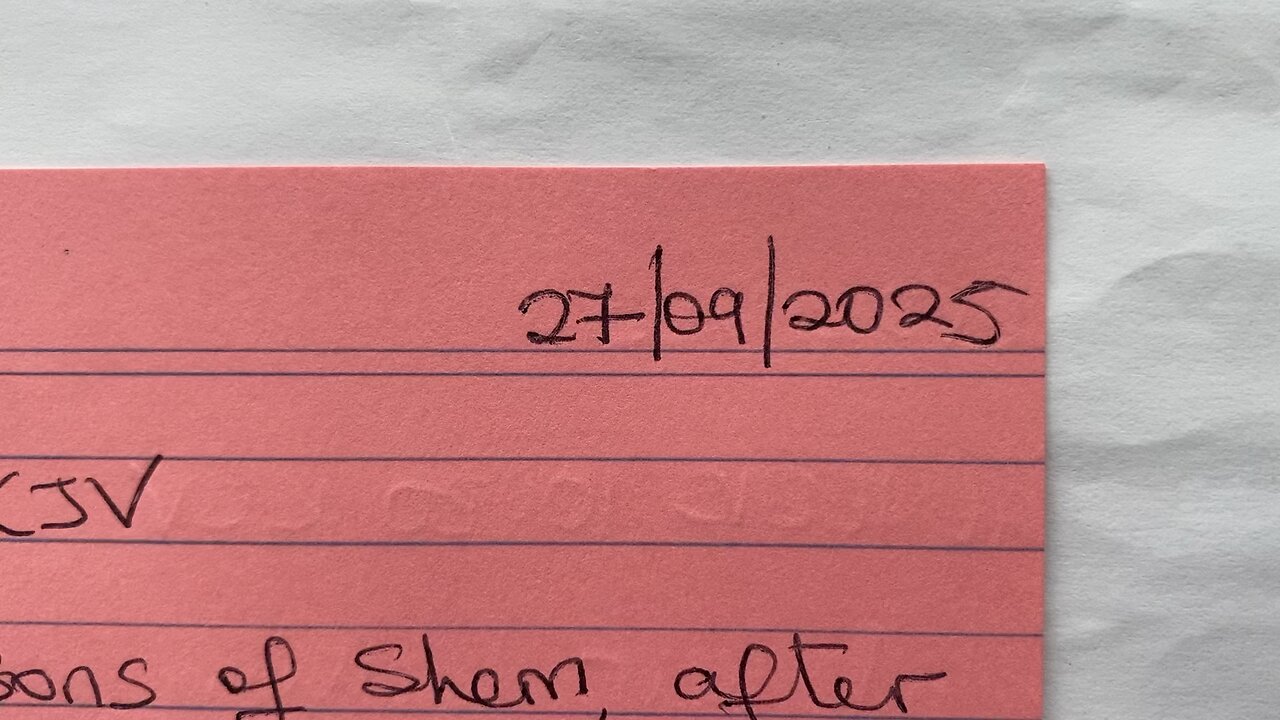 27/09/2025
KJV
sons of Shem, after